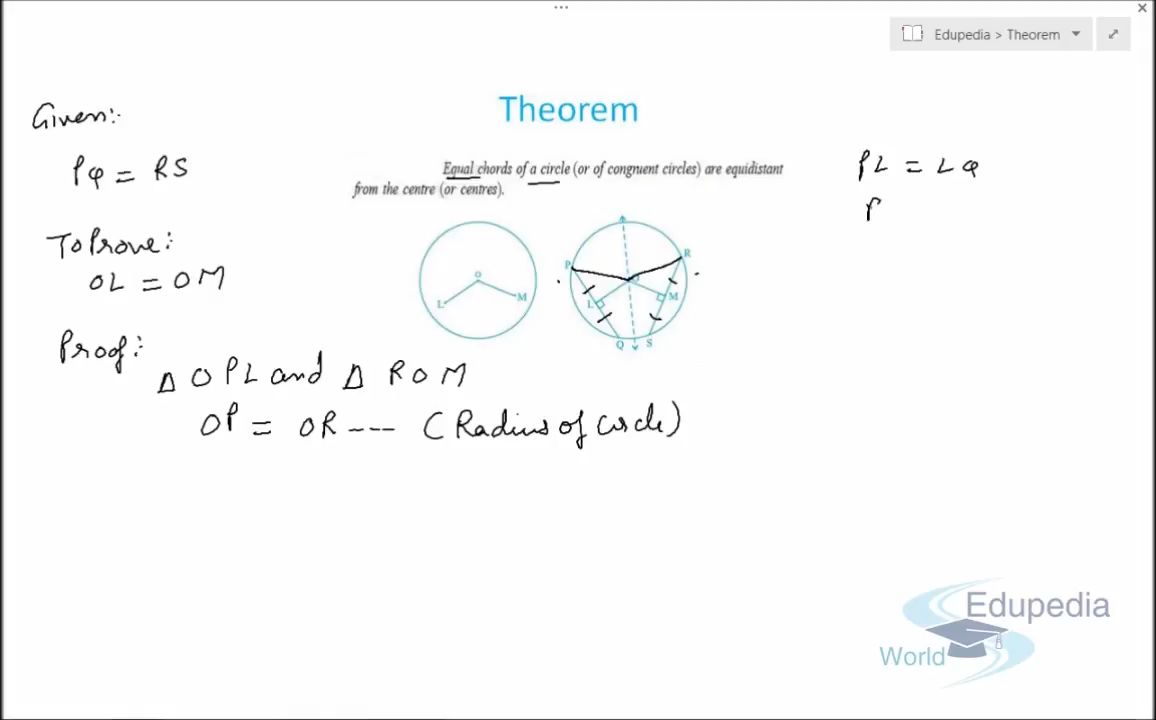 Edupedia > Theorem
Theorem
Given:-
PQ = RS
Equal chords of a circle (or of congruent circles) are equidistant
from the centre (or centres).
PL = LQ
P
To Prove:
OL = OM
O
L
M
P
R
L
M
Q
S
Proof:
Δ OPL and Δ ROM
OP = OR --- (Radius of Circle)
Edupedia
World